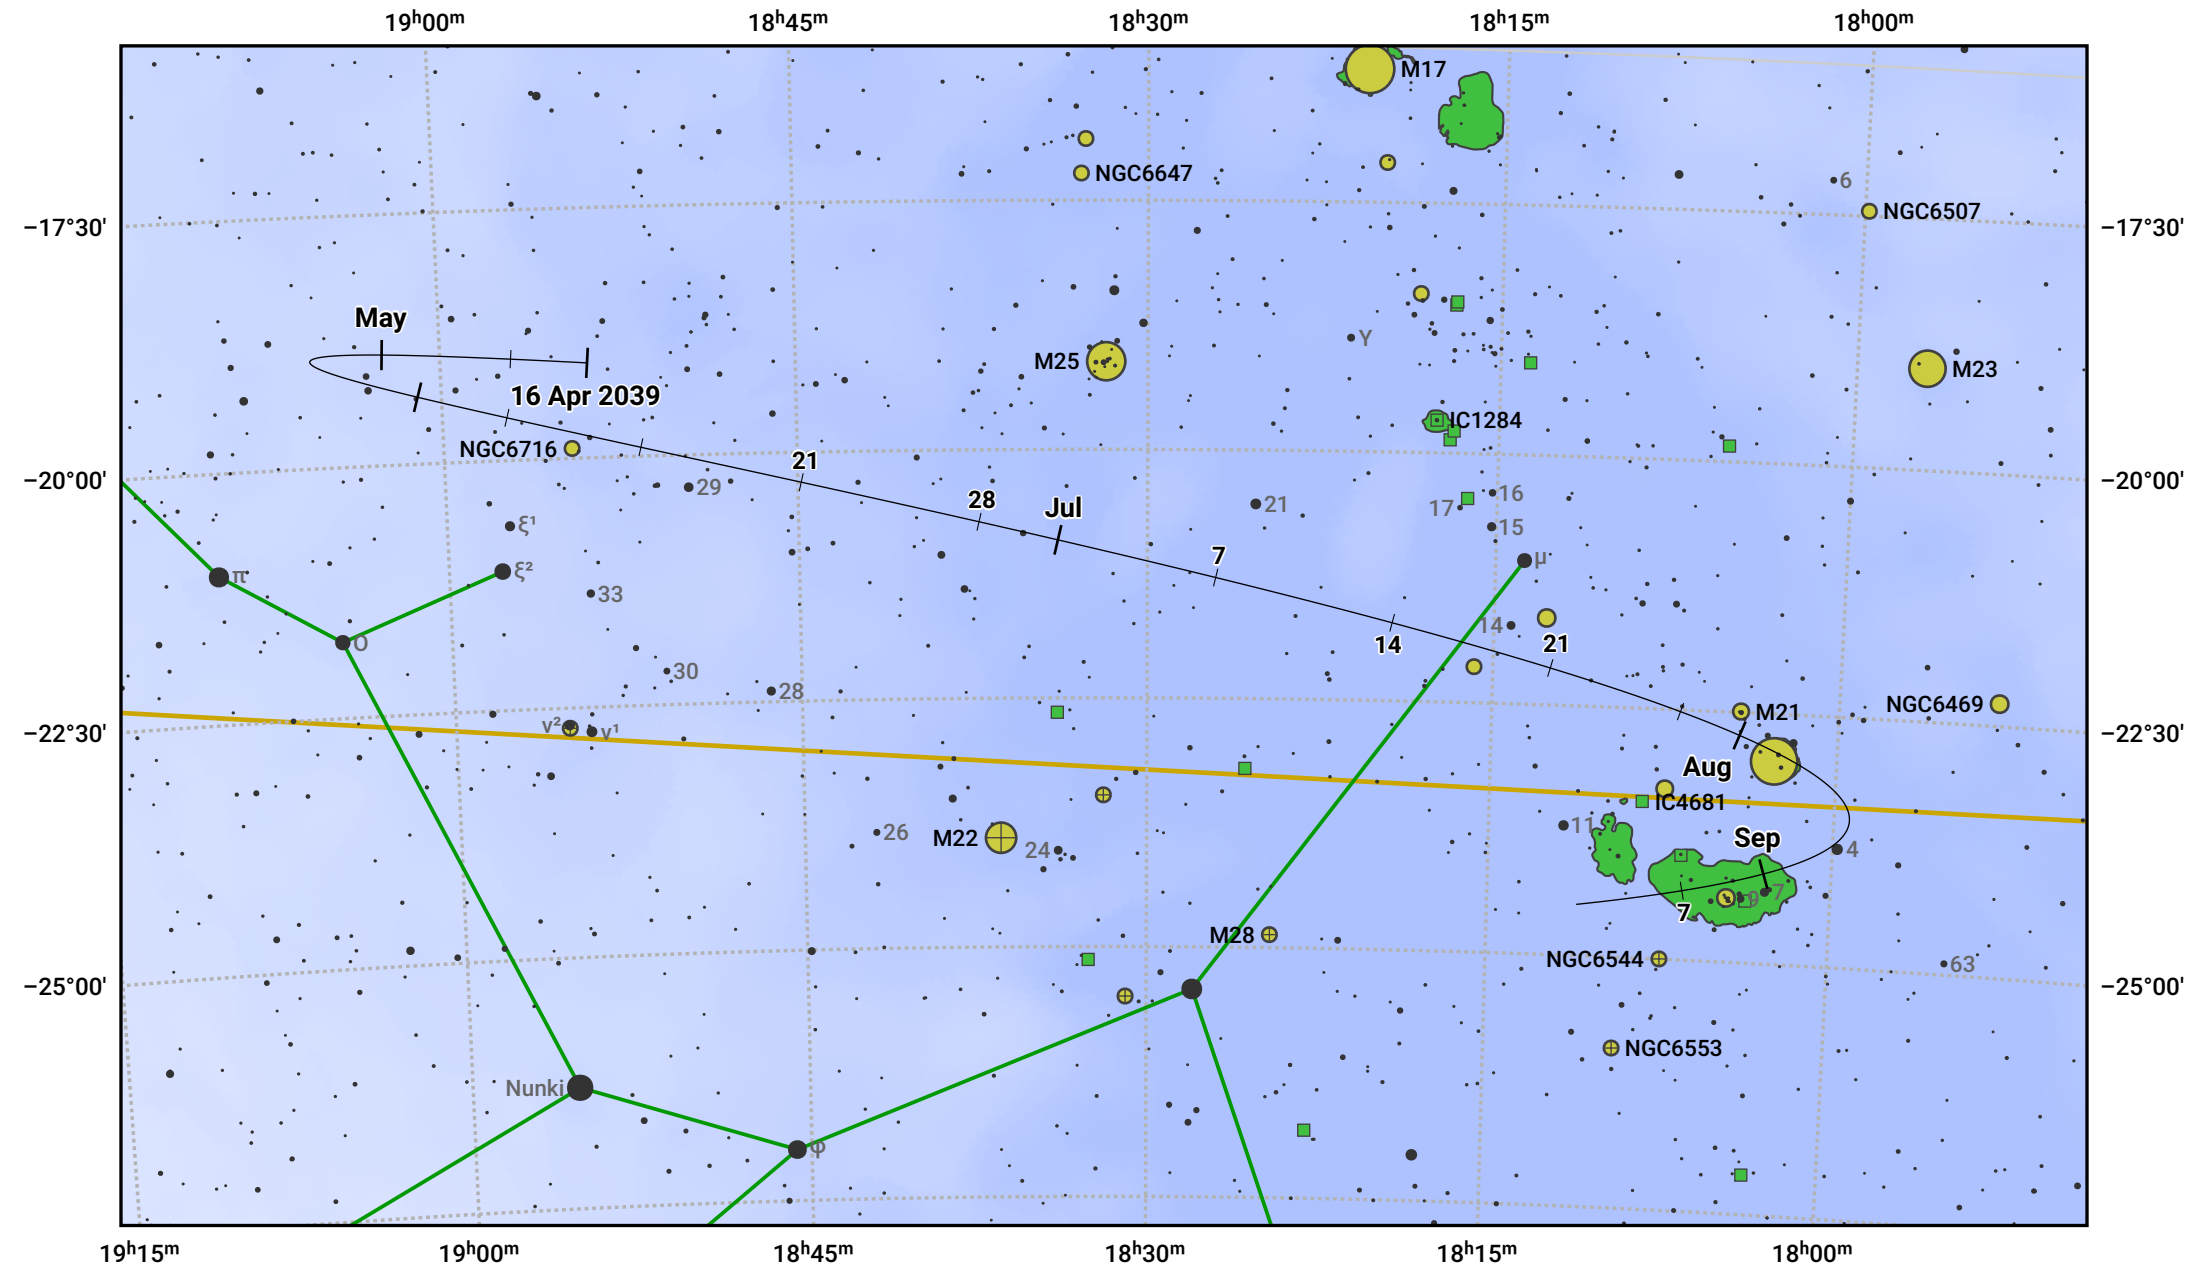 19ʰ00ᵐ 18ʰ45ᵐ 18ʰ30ᵐ 18ʰ15ᵐ 18ʰ00ᵐ
M17
NGC6647
6
NGC6507
−17°30' −17°30'
May
Y
M25
M23
16 Apr 2039
IC1284
NGC6716
21
−20°00' −20°00'
29
28
Jul
21
16
17
15
ξ¹
7
μ
π
ξ²
33
14
21
14
ο
30
28
NGC6469
M21
ν²
ν¹
−22°30' −22°30'
Aug
IC4681
11
26
M22
24
Sep
4
7
9
7
M28
NGC6544
63
−25°00' −25°00'
NGC6553
Nunki
φ
19ʰ15ᵐ 19ʰ00ᵐ 18ʰ45ᵐ 18ʰ30ᵐ 18ʰ15ᵐ 18ʰ00ᵐ